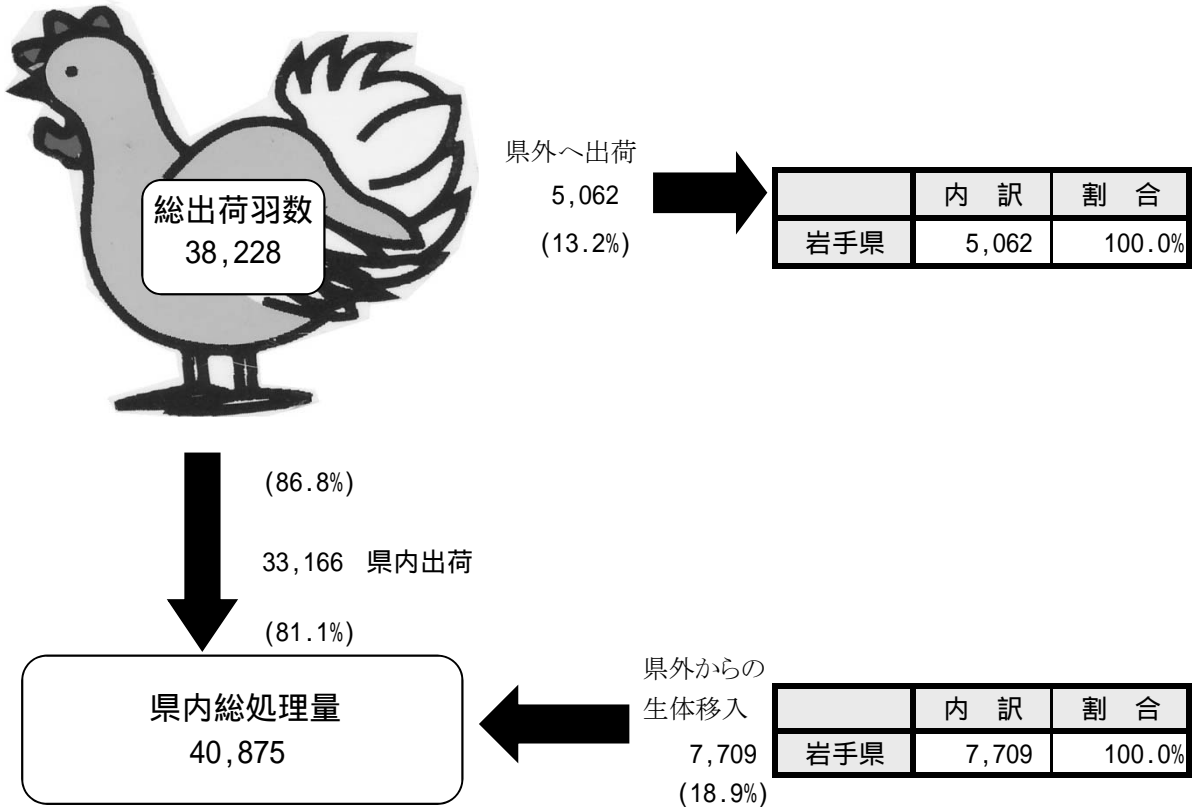 総出荷羽数
38,228
県外へ出荷
5,062
(13.2%)
内 訳 割 合
岩手県 5,062 100.0%
(86.8%)
33,166 県内出荷
(81.1%)
県内総処理量
40,875
県外からの
生体移入
7,709
(18.9%)
内 訳 割 合
岩手県 7,709 100.0%